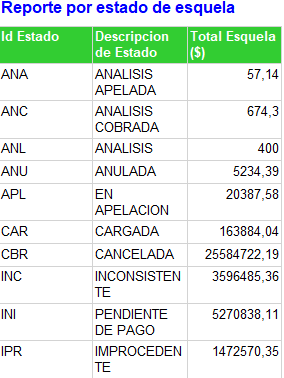 Reporte por estado de esquela
Id Estado Descripcion de Estado Total Esquela ($)
ANA ANALISIS APELADA 57,14
ANC ANALISIS COBRADA 674,3
ANL ANALISIS 400
ANU ANULADA 5234,39
APL EN APELACION 20387,58
CAR CARGADA 163884,04
CBR CANCELADA 25584722,19
INC INCONSISTENTE 3596485,36
INI PENDIENTE DE PAGO 5270838,11
IPR IMPROCEDENTE 1472570,35